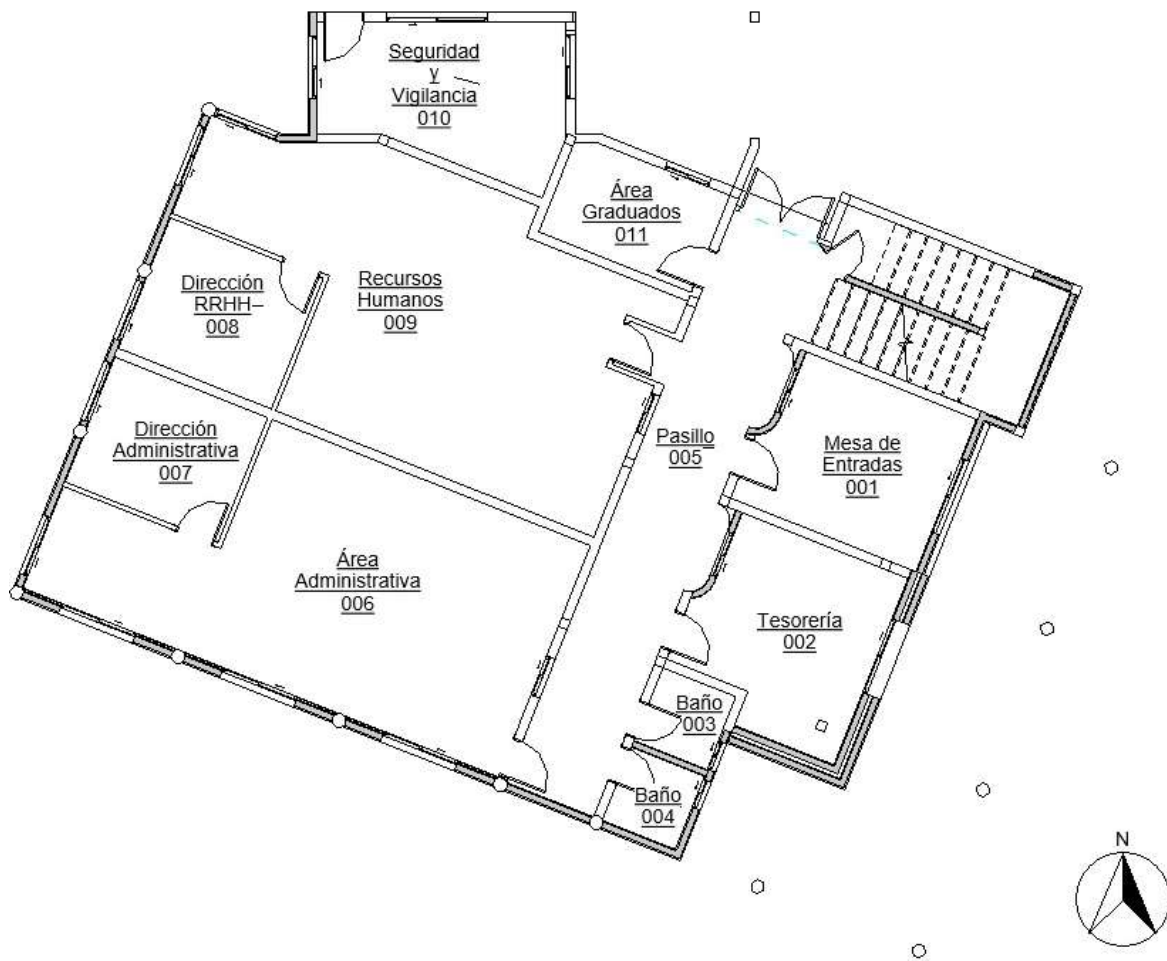 Seguridad
y
Vigilancia
010
Área
Graduados
011
Dirección
RRHH
008
Recursos
Humanos
009
Dirección
Administrativa
007
Pasillo
005
Mesa de
Entradas
001
Área
Administrativa
006
Tesorería
002
Baño
003
Baño
004
N